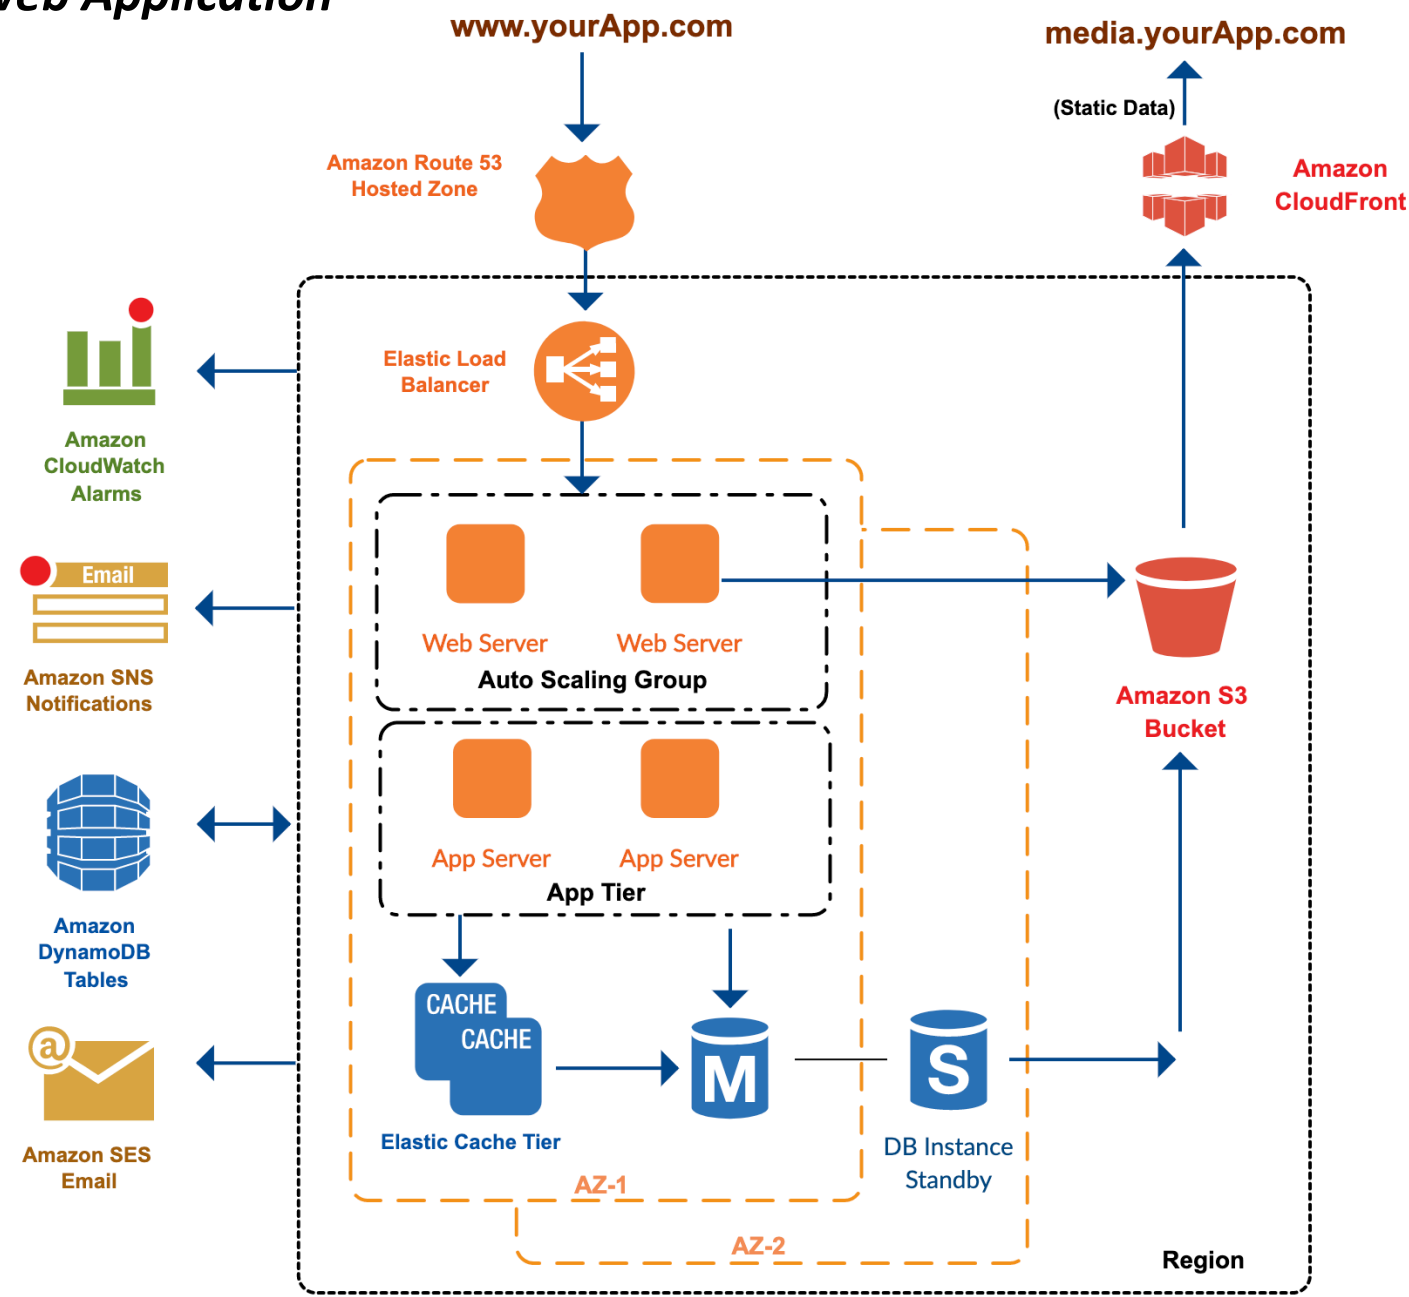 Web Application
www.yourApp.com
media.yourApp.com
(Static Data)
Amazon Route 53
Hosted Zone
Amazon
CloudFront
Elastic Load
Balancer
Amazon
CloudWatch
Alarms
Email
Web Server
Web Server
Auto Scaling Group
Amazon SNS
Notifications
Amazon S3
Bucket
App Server
App Server
App Tier
Amazon
DynamoDB
Tables
CACHE
CACHE
M
S
Elastic Cache Tier
DB Instance
Standby
@
Amazon SES
Email
AZ-1
AZ-2
Region